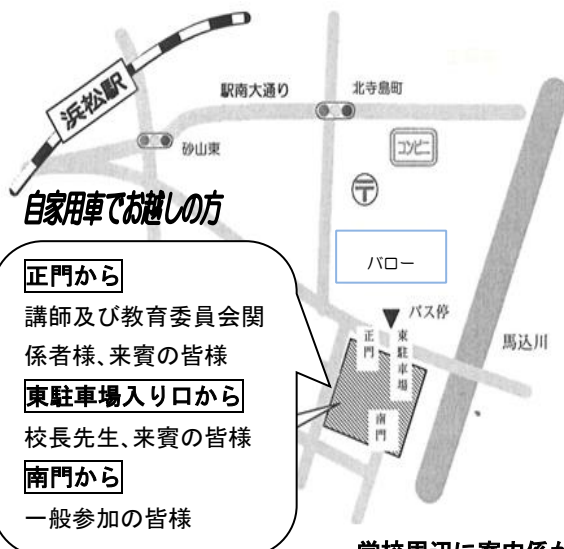 浜松駅
駅南大通り
北寺島町
砂山東
コンビニ
〒
自家用車でお越しの方
バロー
バス停
正門
東駐車場
南門
馬込川
正門から
講師及び教育委員会関
係者様、来賓の皆様
東駐車場入り口から
校長先生、来賓の皆様
南門から
一般参加の皆様